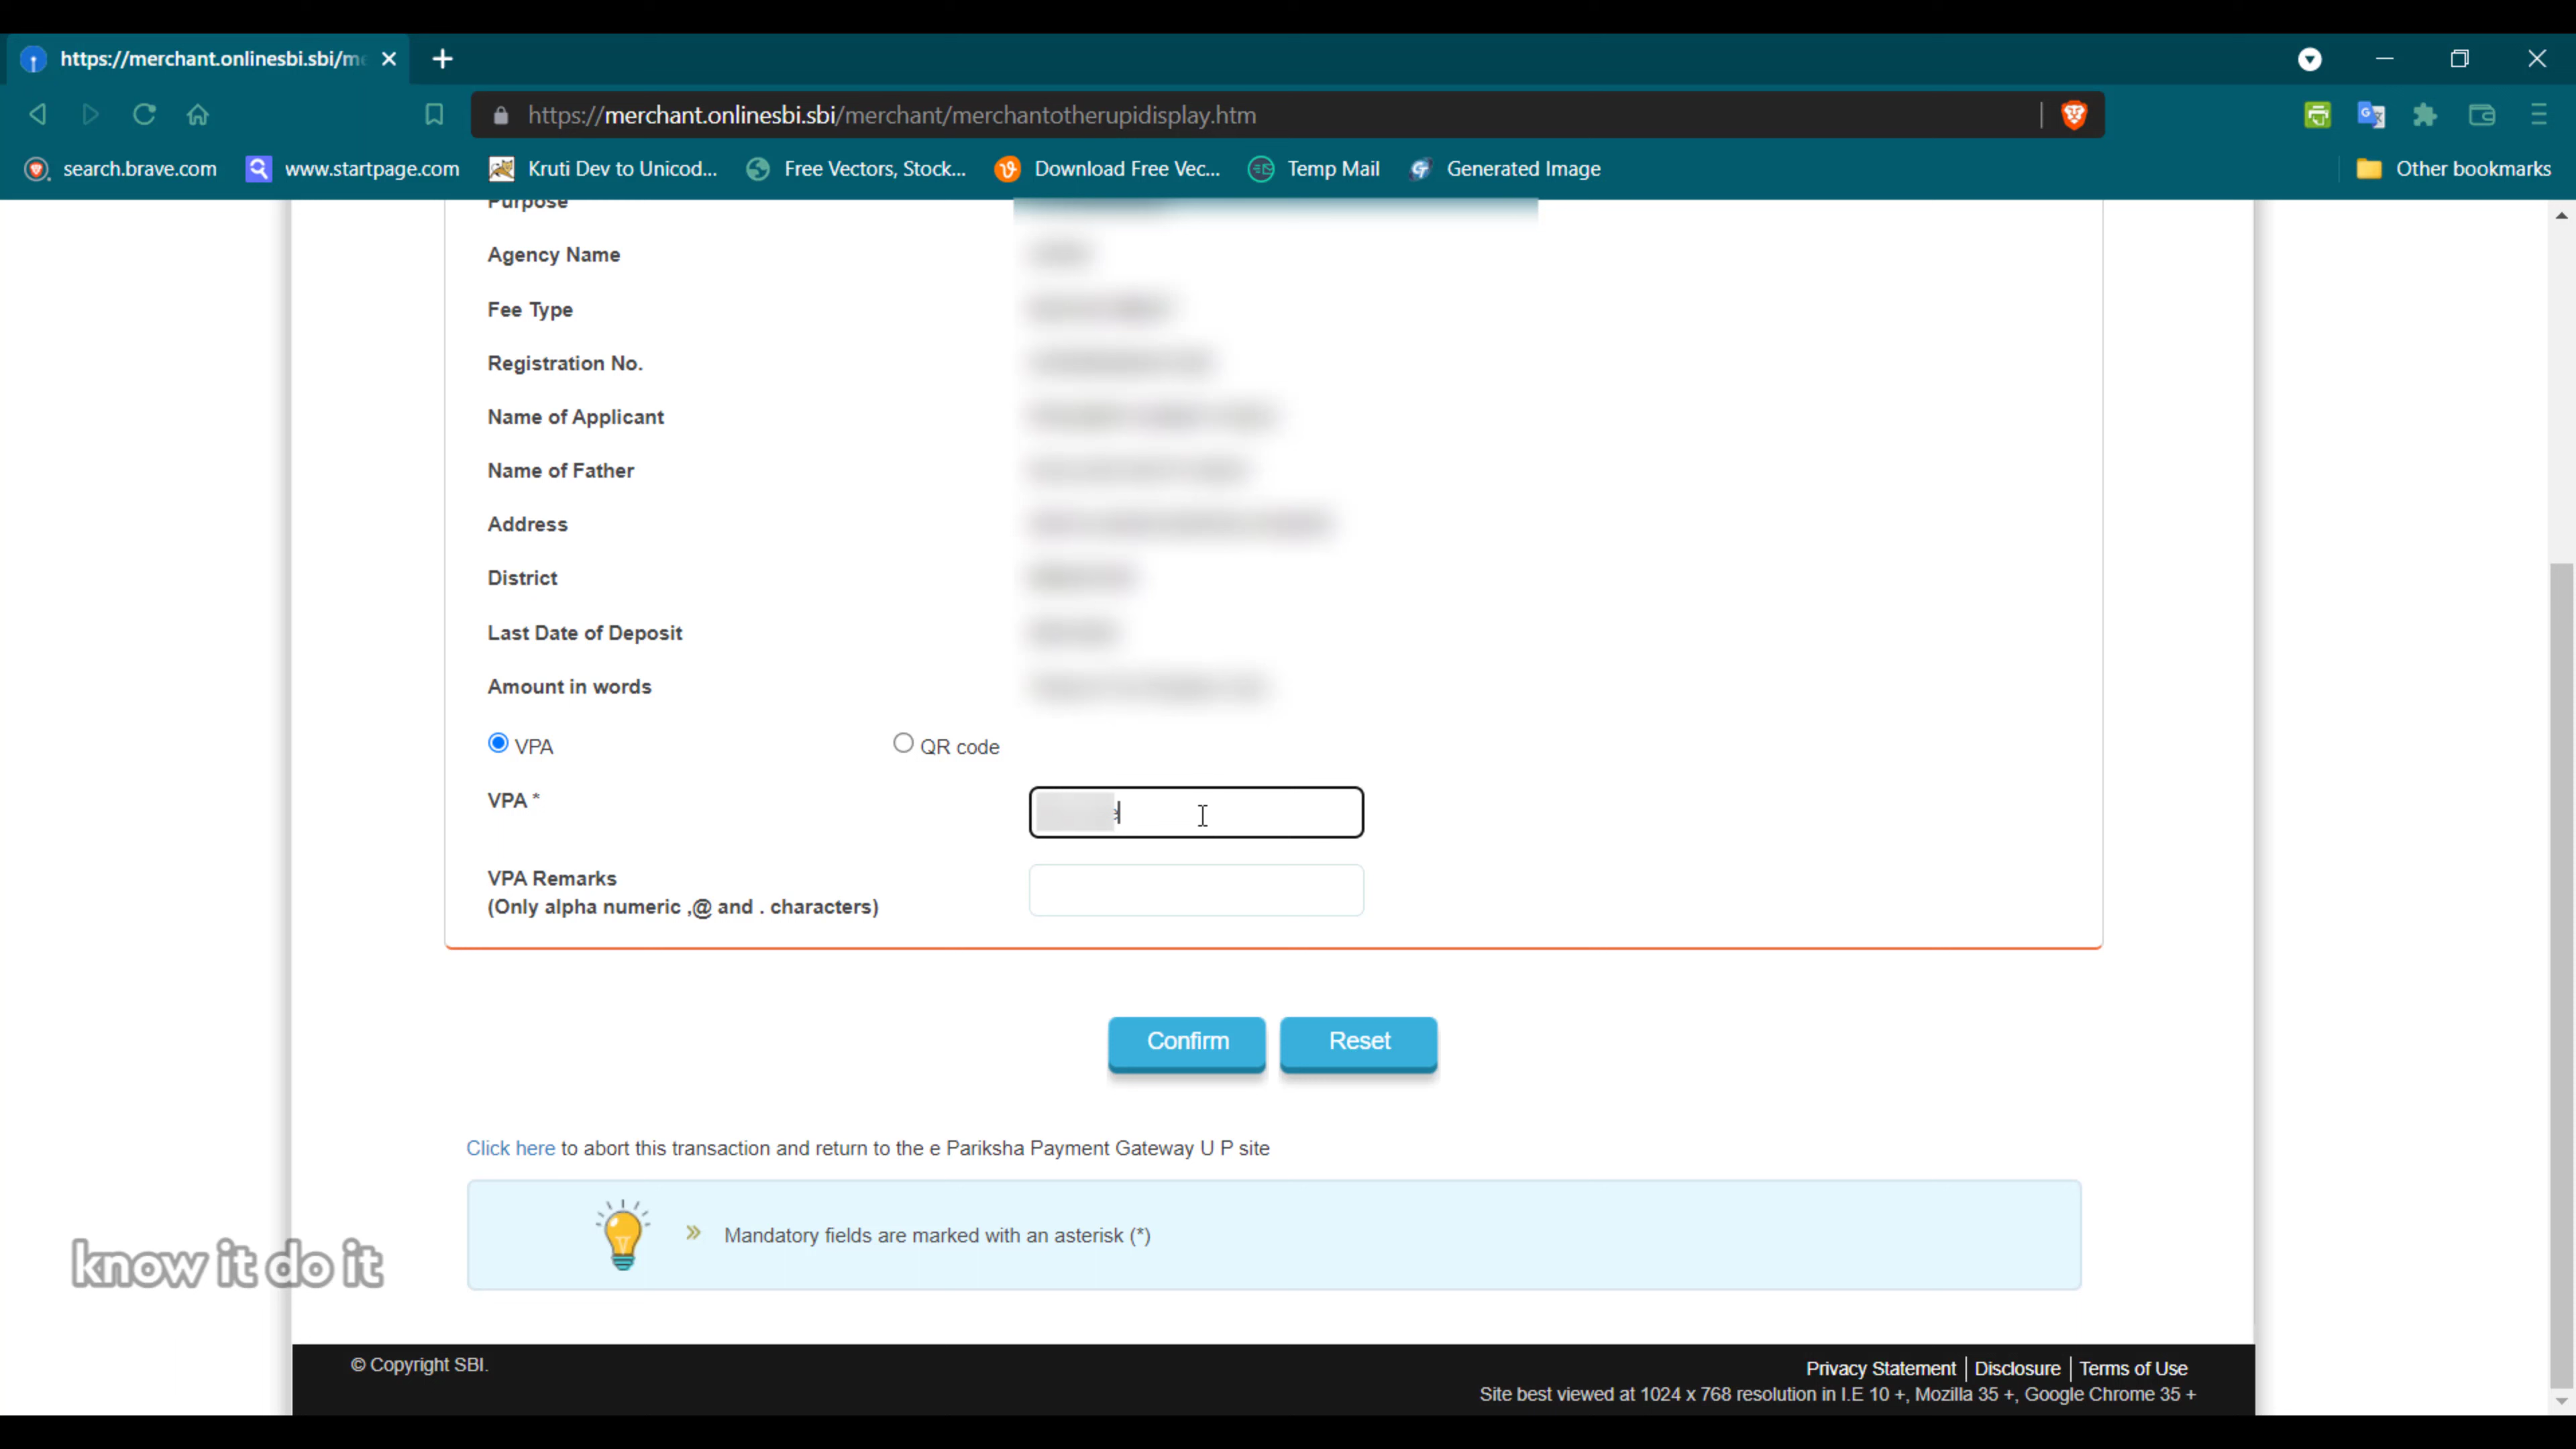 https://merchant.onlinesbi.sbi/me
https://merchant.onlinesbi.sbi/merchant/merchantotherupidisplay.htm
search.brave.com www.startpage.com Kruti Dev to Unicod... Free Vectors, Stock... Download Free Vec... Temp Mail Generated Image Other bookmarks
Purpose
Agency Name
Fee Type
Registration No.
Name of Applicant
Name of Father
Address
District
Last Date of Deposit
Amount in words
VPA QR code
VPA *
VPA Remarks
(Only alpha numeric ,@ and . characters)
Confirm Reset
Click here to abort this transaction and return to the e Pariksha Payment Gateway U P site
» Mandatory fields are marked with an asterisk (*)
know it do it
© Copyright SBI.
Privacy Statement | Disclosure | Terms of Use
Site best viewed at 1024 x 768 resolution in I.E 10 +, Mozilla 35 +, Google Chrome 35 +